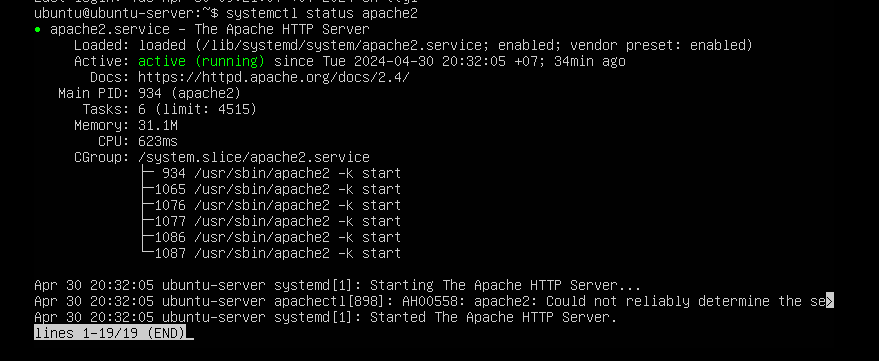 ubuntu@ubuntu-server:~$ systemctl status apache2
● apache2.service - The Apache HTTP Server
Loaded: loaded (/lib/systemd/system/apache2.service; enabled; vendor preset: enabled)
Active: active (running) since Tue 2024-04-30 20:32:05 +07; 34min ago
Docs: https://httpd.apache.org/docs/2.4/
Main PID: 934 (apache2)
Tasks: 6 (limit: 4515)
Memory: 31.1M
CPU: 623ms
CGroup: /system.slice/apache2.service
├─ 934 /usr/sbin/apache2 -k start
├─1065 /usr/sbin/apache2 -k start
├─1076 /usr/sbin/apache2 -k start
├─1077 /usr/sbin/apache2 -k start
├─1086 /usr/sbin/apache2 -k start
└─1087 /usr/sbin/apache2 -k start
Apr 30 20:32:05 ubuntu-server systemd[1]: Starting The Apache HTTP Server...
Apr 30 20:32:05 ubuntu-server apachectl[898]: AH00558: apache2: Could not reliably determine the se>
Apr 30 20:32:05 ubuntu-server systemd[1]: Started The Apache HTTP Server.
lines 1-19/19 (END)